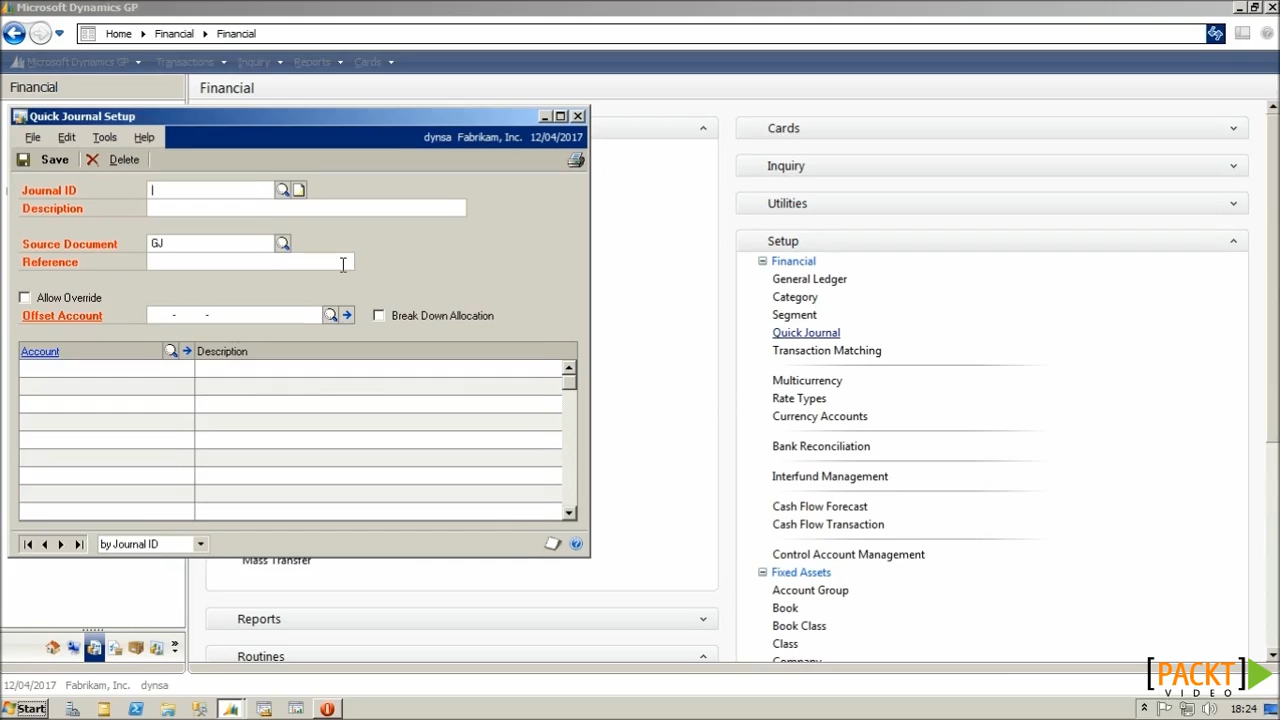 Microsoft Dynamics GP
Home Financial Financial
Microsoft Dynamics GP Transactions Inquiry Reports Cards
Financial
Financial
Quick Journal Setup
File Edit Tools Help
dynsa Fabrikam, Inc. 12/04/2017
Save Delete
Journal ID
Description
Source Document GJ
Reference
Allow Override
Offset Account - - Break Down Allocation
Account Description
by Journal ID
Mass Transfer
Reports
Routines
Cards
Inquiry
Utilities
Setup
Financial
General Ledger
Category
Segment
Quick Journal
Transaction Matching
Multicurrency
Rate Types
Currency Accounts
Bank Reconciliation
Interfund Management
Cash Flow Forecast
Cash Flow Transaction
Control Account Management
Fixed Assets
Account Group
Book
Book Class
Class
Company
12/04/2017 Fabrikam, Inc. dynsa
[PACKT]
VIDEO
Start
18:24